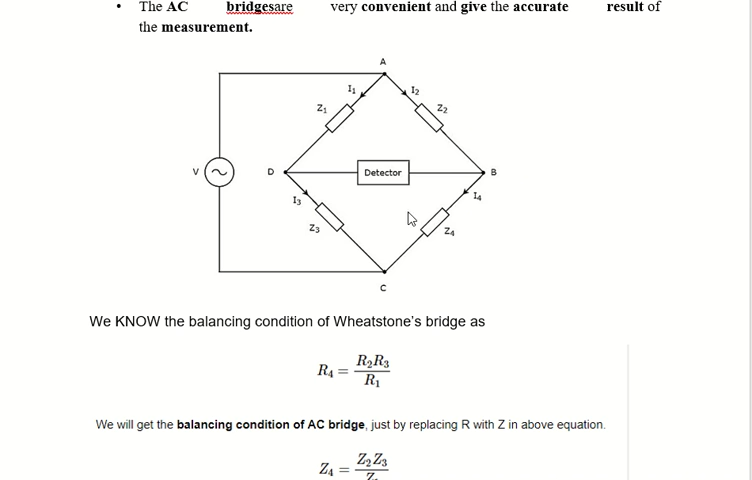 • The AC bridgesare very convenient and give the accurate result of
the measurement.
A
I₁ I₂
Z₁ Z₂
V D Detector B
I₃ I₄
Z₃ Z₄
C
We KNOW the balancing condition of Wheatstone's bridge as
R₄ = R₂R₃ / R₁
We will get the balancing condition of AC bridge, just by replacing R with Z in above equation.
Z₄ = Z₂Z₃